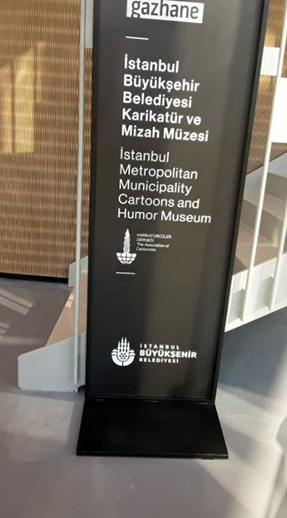 gazhane
İstanbul
Büyükşehir
Belediyesi
Karikatür ve
Mizah Müzesi
İstanbul
Metropolitan
Municipality
Cartoons and
Humor Museum
KARİKATÜRCÜLER
DERNEĞİ
The Association of
Cartoonists
İSTANBUL
BÜYÜKŞEHİR
BELEDİYESİ